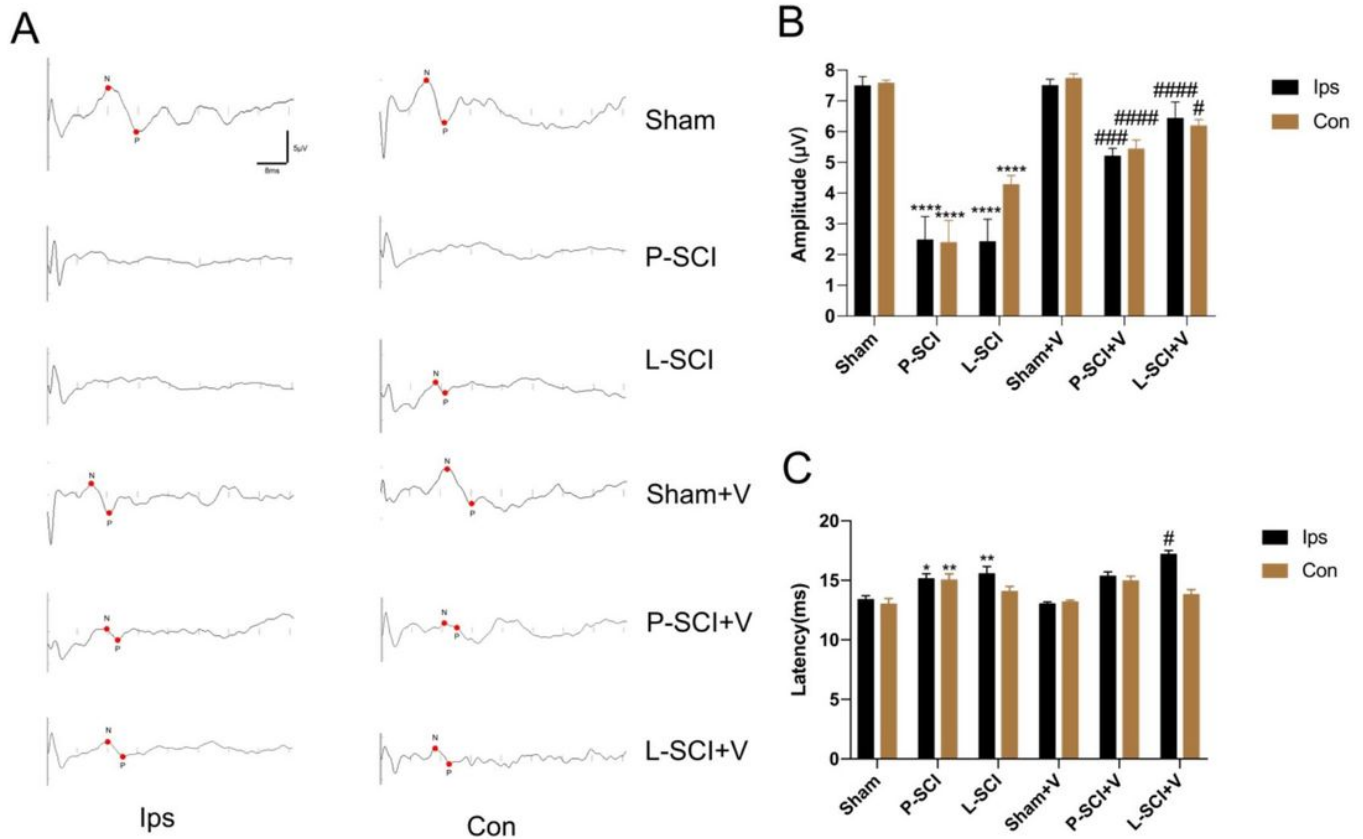 A
N
P
5μV
8ms
N
P
Sham
P-SCI
N
P
L-SCI
N
P
N
P
Sham+V
N
P
N
P
P-SCI+V
N
P
N
P
L-SCI+V
Ips
Con
B
Amplitude (μV)
8
7
6
5
4
3
2
1
0
****
****
****
****
###
####
####
#
Sham
P-SCI
L-SCI
Sham+V
P-SCI+V
L-SCI+V
Ips
Con
C
Latency(ms)
20
15
10
5
0
*
**
**
#
Sham
P-SCI
L-SCI
Sham+V
P-SCI+V
L-SCI+V
Ips
Con